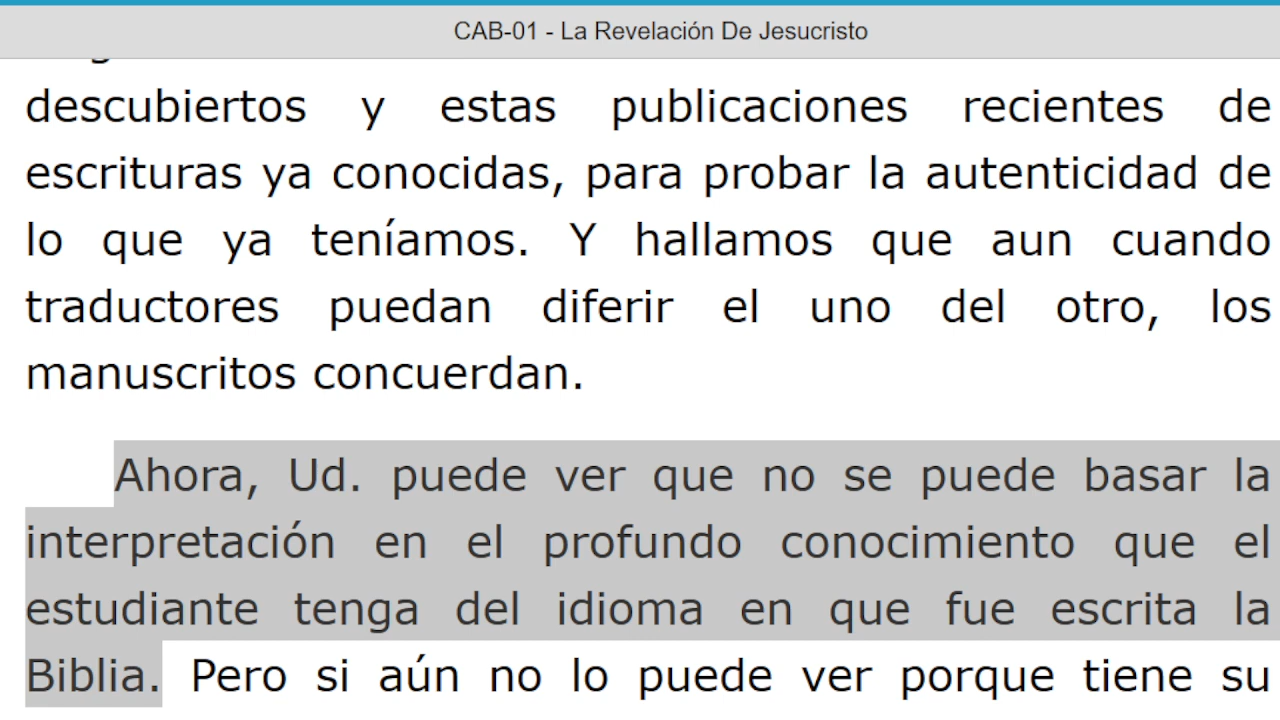 CAB-01 - La Revelación De Jesucristo
descubiertos y estas publicaciones recientes de
escrituras ya conocidas, para probar la autenticidad de
lo que ya teníamos. Y hallamos que aun cuando
traductores puedan diferir el uno del otro, los
manuscritos concuerdan.
Ahora, Ud. puede ver que no se puede basar la
interpretación en el profundo conocimiento que el
estudiante tenga del idioma en que fue escrita la
Biblia. Pero si aún no lo puede ver porque tiene su